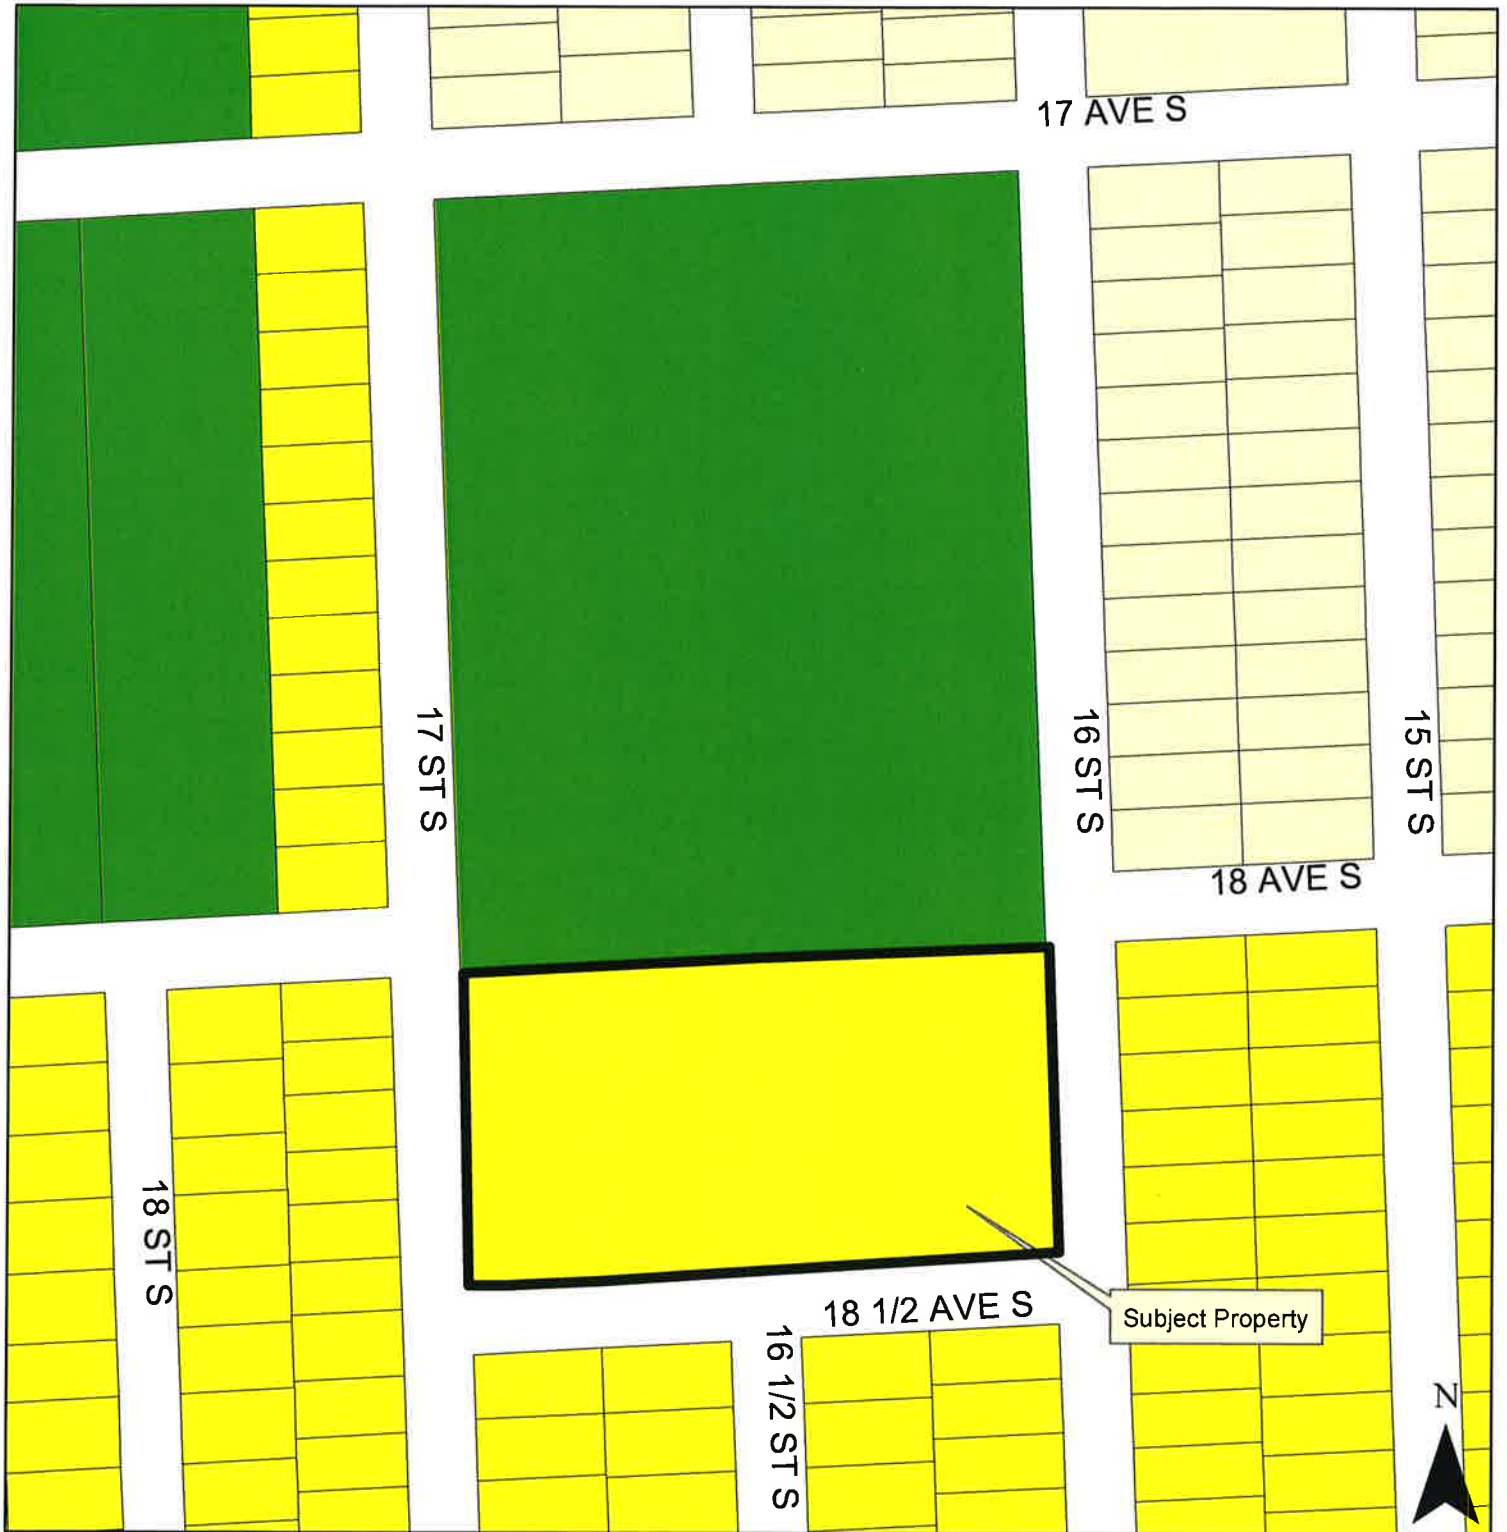 17 AVE S
17 ST S
16 ST S
15 ST S
18 AVE S
18 ST S
18 1/2 AVE S
Subject Property
16 1/2 ST S
N